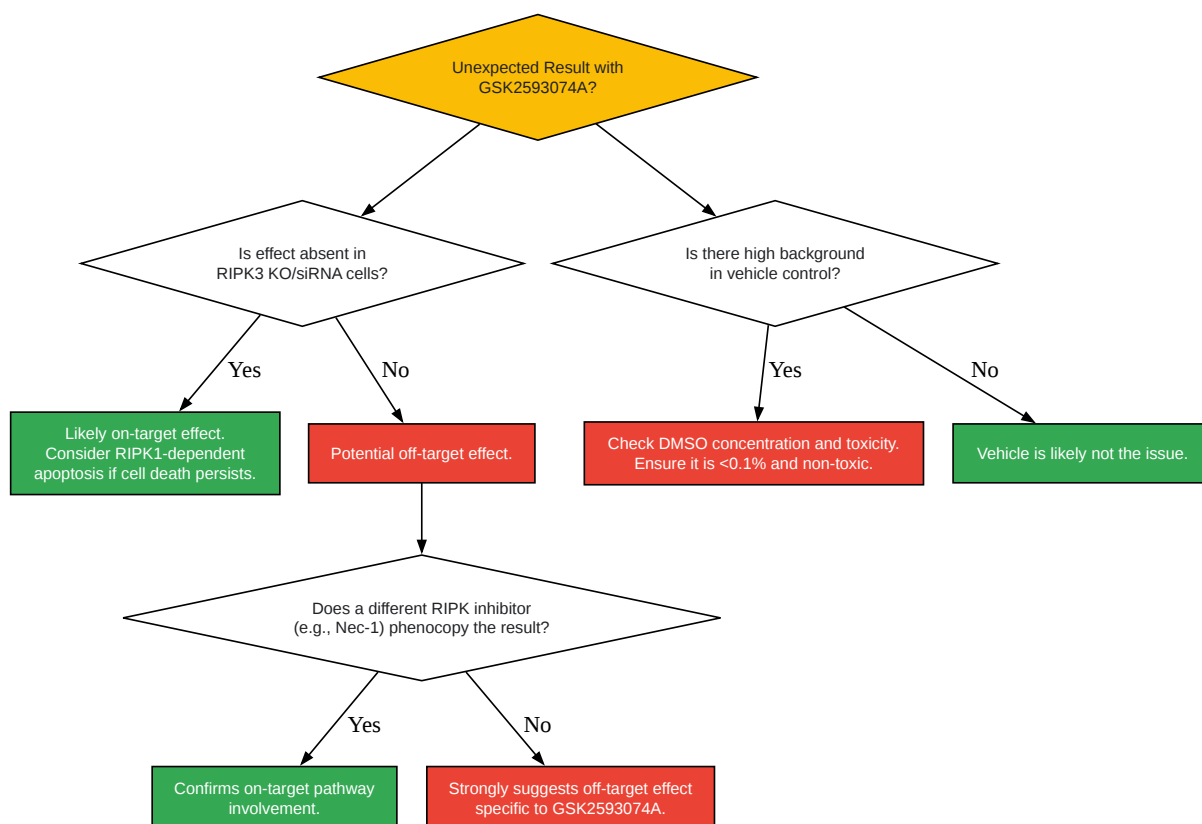 Unexpected Result with
GSK2593074A?
Is effect absent in
RIPK3 KO/siRNA cells?
Is there high background
in vehicle control?
Yes
No
Yes
No
Likely on-target effect.
Consider RIPK1-dependent
apoptosis if cell death persists.
Potential off-target effect.
Check DMSO concentration and toxicity.
Ensure it is <0.1% and non-toxic.
Vehicle is likely not the issue.
Does a different RIPK inhibitor
(e.g., Nec-1) phenocopy the result?
Yes
No
Confirms on-target pathway
involvement.
Strongly suggests off-target effect
specific to GSK2593074A.